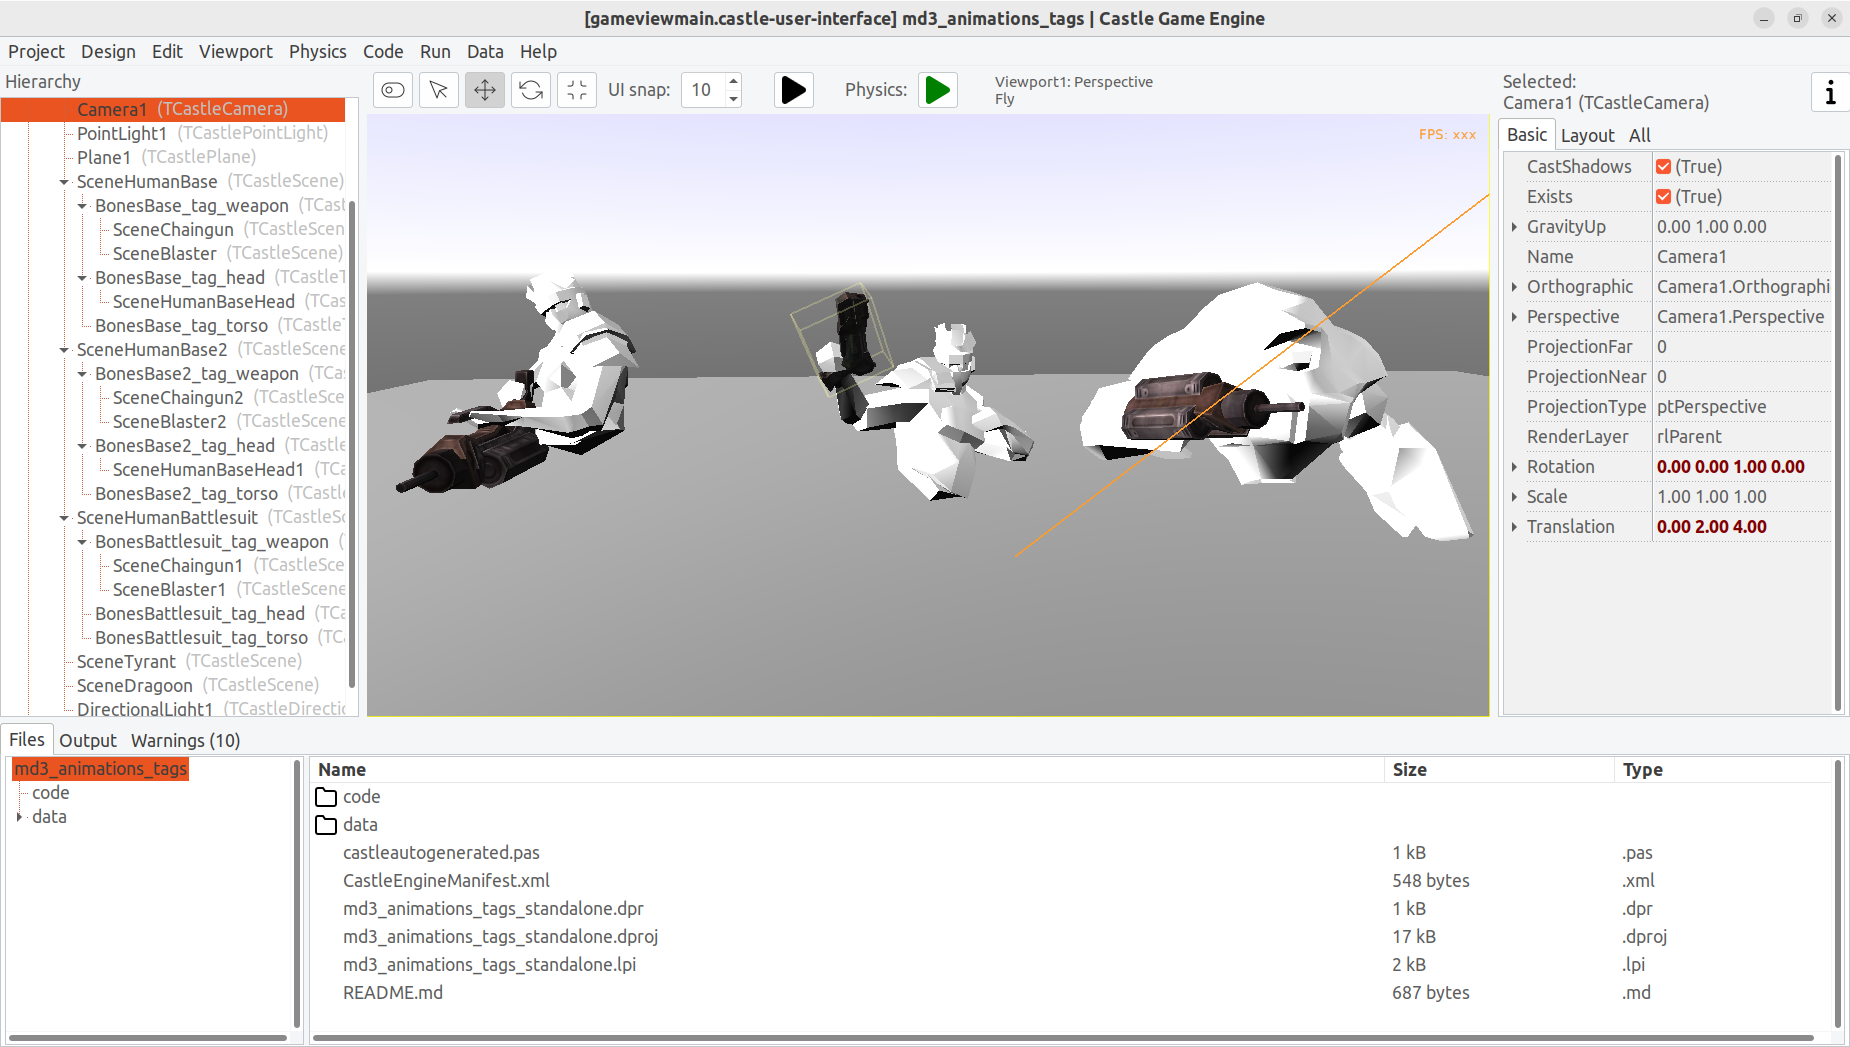 [gameviewmain.castle-user-interface] md3_animations_tags | Castle Game Engine
Project Design Edit Viewport Physics Code Run Data Help
Hierarchy
Camera1 (TCastleCamera)
PointLight1 (TCastlePointLight)
Plane1 (TCastlePlane)
SceneHumanBase (TCastleScene)
BonesBase_tag_weapon (TCast
SceneChaingun (TCastleScen
SceneBlaster (TCastleScene)
BonesBase_tag_head (TCastleT
SceneHumanBaseHead (TCas
BonesBase_tag_torso (TCastleT
SceneHumanBase2 (TCastleScene
BonesBase2_tag_weapon (TCa
SceneChaingun2 (TCastleSce
SceneBlaster2 (TCastleScene
BonesBase2_tag_head (TCastle
SceneHumanBaseHead1 (TCas
BonesBase2_tag_torso (TCastle
SceneHumanBattlesuit (TCastleSc
BonesBattlesuit_tag_weapon (
SceneChaingun1 (TCastleSce
SceneBlaster1 (TCastleScene
BonesBattlesuit_tag_head (TCa
BonesBattlesuit_tag_torso (TC
SceneTyrant (TCastleScene)
SceneDragoon (TCastleScene)
DirectionalLight1 (TCastleDirectic
UI snap: 10 Physics:
Viewport1: Perspective
Fly
FPS: xxx
Selected:
Camera1 (TCastleCamera)
i
Basic Layout All
CastShadows (True)
Exists (True)
GravityUp 0.00 1.00 0.00
Name Camera1
Orthographic Camera1.Orthographi
Perspective Camera1.Perspective
ProjectionFar 0
ProjectionNear 0
ProjectionType ptPerspective
RenderLayer rlParent
Rotation 0.00 0.00 1.00 0.00
Scale 1.00 1.00 1.00
Translation 0.00 2.00 4.00
Files Output Warnings (10)
md3_animations_tags
code
data
Name Size Type
code
data
castleautogenerated.pas 1 kB .pas
CastleEngineManifest.xml 548 bytes .xml
md3_animations_tags_standalone.dpr 1 kB .dpr
md3_animations_tags_standalone.dproj 17 kB .dproj
md3_animations_tags_standalone.lpi 2 kB .lpi
README.md 687 bytes .md